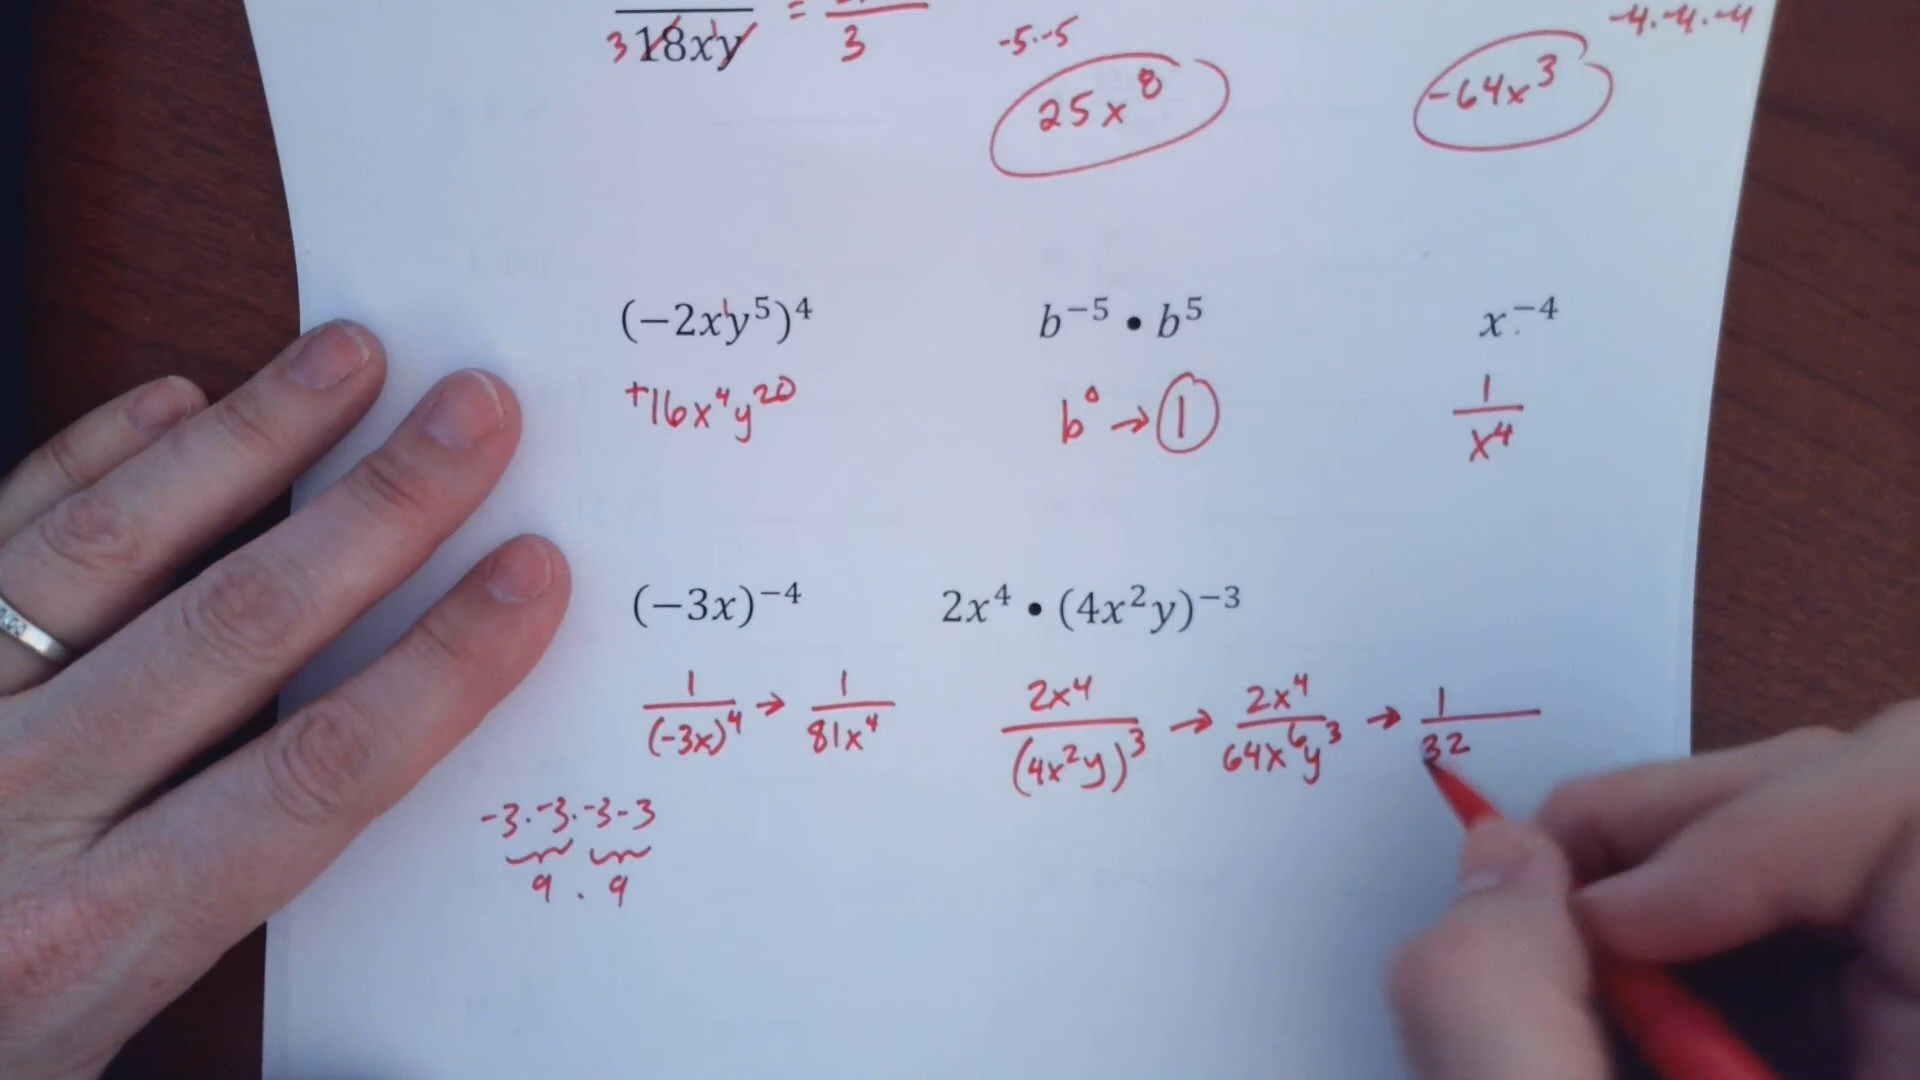 3 18x¹y = 3
-5·-5
25x⁸
-4·-4·-4
-64x³
(−2x¹y⁵)⁴
b⁻⁵ • b⁵
x⁻⁴
+16x⁴y²⁰
b⁰ → 1
1/x⁴
(−3x)⁻⁴
2x⁴ • (4x²y)⁻³
1/(-3x)⁴ → 1/81x⁴
2x⁴/(4x²y)³ → 2x⁴/64x⁶y³ → 1/32
-3·-3·-3-3
9 . 9